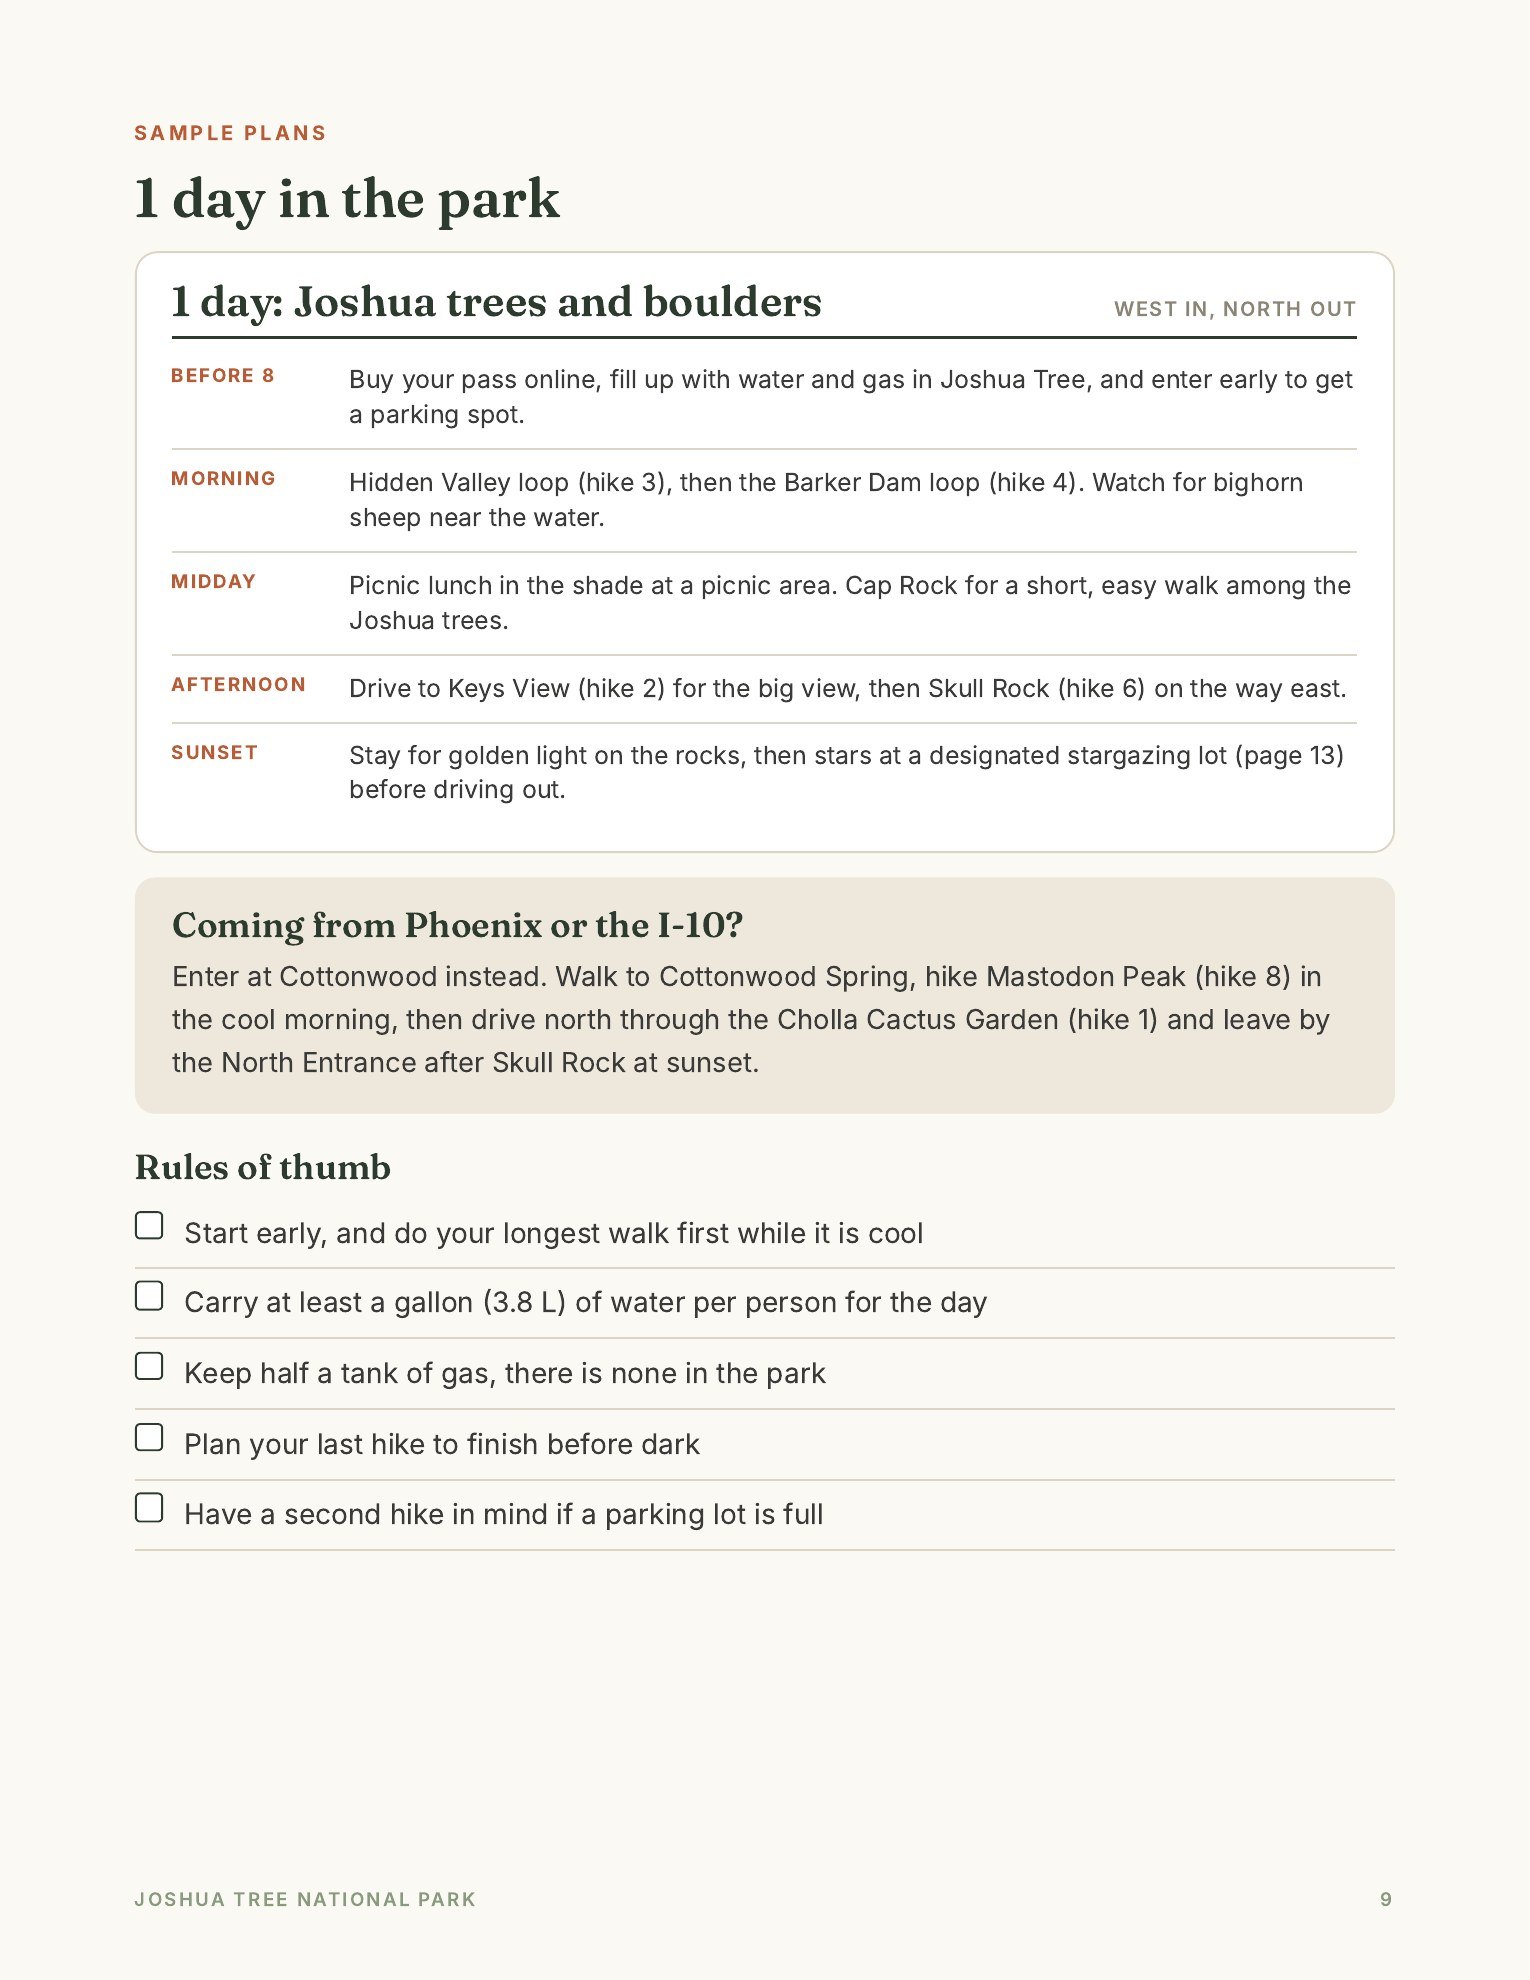 SAMPLE PLANS
1 day in the park
1 day: Joshua trees and boulders
WEST IN, NORTH OUT
BEFORE 8
Buy your pass online, fill up with water and gas in Joshua Tree, and enter early to get
a parking spot.
MORNING
Hidden Valley loop (hike 3), then the Barker Dam loop (hike 4). Watch for bighorn
sheep near the water.
MIDDAY
Picnic lunch in the shade at a picnic area. Cap Rock for a short, easy walk among the
Joshua trees.
AFTERNOON
Drive to Keys View (hike 2) for the big view, then Skull Rock (hike 6) on the way east.
SUNSET
Stay for golden light on the rocks, then stars at a designated stargazing lot (page 13)
before driving out.
Coming from Phoenix or the I-10?
Enter at Cottonwood instead. Walk to Cottonwood Spring, hike Mastodon Peak (hike 8) in
the cool morning, then drive north through the Cholla Cactus Garden (hike 1) and leave by
the North Entrance after Skull Rock at sunset.
Rules of thumb
Start early, and do your longest walk first while it is cool
Carry at least a gallon (3.8 L) of water per person for the day
Keep half a tank of gas, there is none in the park
Plan your last hike to finish before dark
Have a second hike in mind if a parking lot is full
JOSHUA TREE NATIONAL PARK
9